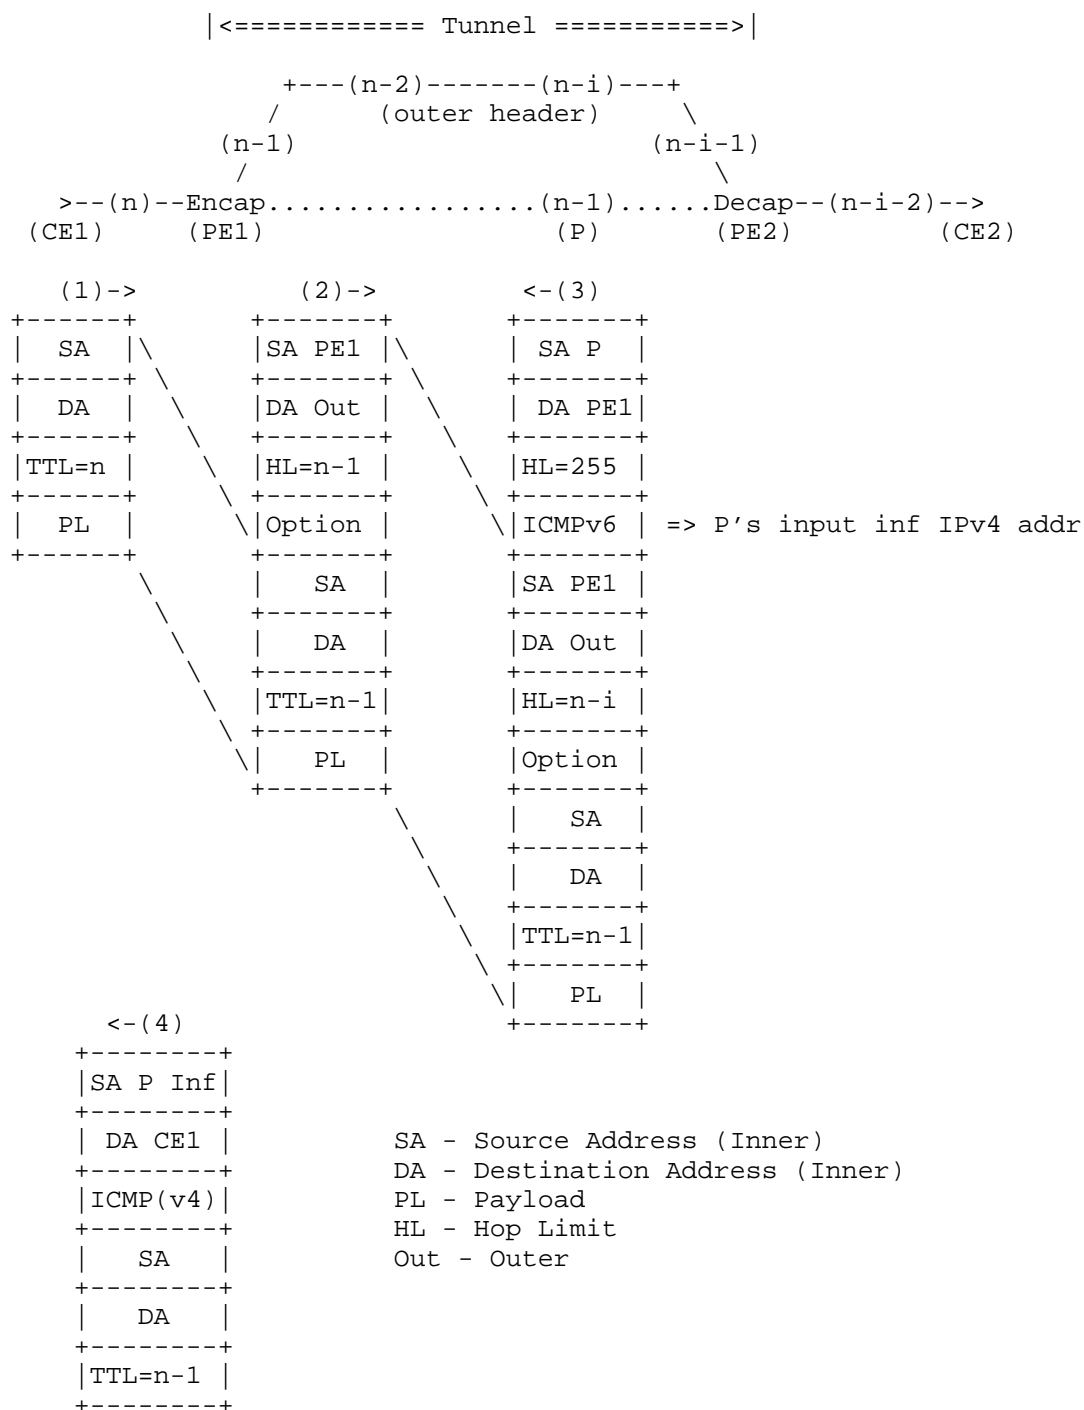 |<============ Tunnel ===========>|
+---(n-2)-------(n-i)---+
/ (outer header) \
(n-1) (n-i-1)
/ \
>--(n)--Encap.................(n-1)......Decap--(n-i-2)-->
(CE1) (PE1) (P) (PE2) (CE2)
(1)-> (2)-> <-(3)
+------+ +-------+ +-------+
| SA |\ |SA PE1 |\ | SA P |
+------+ \ +-------+ \ +-------+
| DA | \ |DA Out | \ | DA PE1|
+------+ \ +-------+ \ +-------+
|TTL=n | \ |HL=n-1 | \ |HL=255 |
+------+ \ +-------+ \ +-------+
| PL | \|Option | \|ICMPv6 | => P's input inf IPv4 addr
+------+ +-------+ +-------+
\ | SA | |SA PE1 |
\ +-------+ +-------+
\ | DA | |DA Out |
\ +-------+ +-------+
\ |TTL=n-1| |HL=n-i |
\ +-------+ +-------+
\| PL | |Option |
+-------+ +-------+
\ | SA |
\ +-------+
\ | DA |
\ +-------+
\ |TTL=n-1|
\ +-------+
\| PL |
<-(4) +-------+
+--------+
|SA P Inf|
+--------+
| DA CE1 | SA - Source Address (Inner)
+--------+ DA - Destination Address (Inner)
|ICMP(v4)| PL - Payload
+--------+ HL - Hop Limit
| SA | Out - Outer
+--------+
| DA |
+--------+
|TTL=n-1 |
+--------+